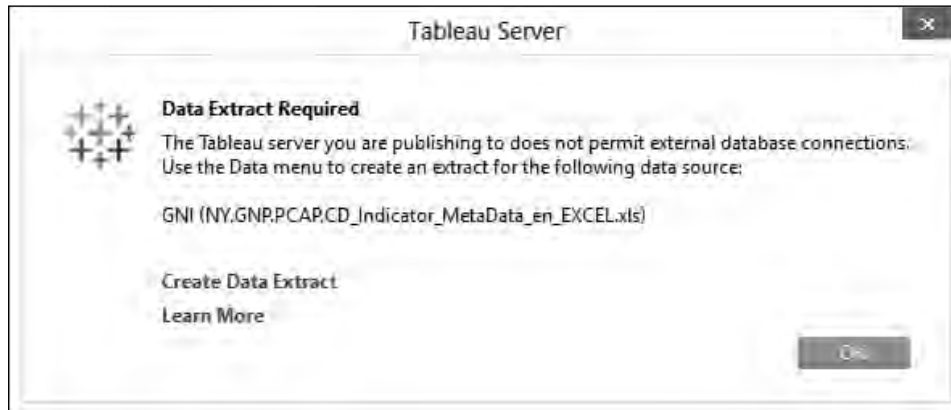 Tableau Server
Data Extract Required
The Tableau server you are publishing to does not permit external database connections.
Use the Data menu to create an extract for the following data source:
GNI (NY.GNP.PCAP.CD_Indicator_MetaData_en_EXCEL.xls)
Create Data Extract
Learn More
OK